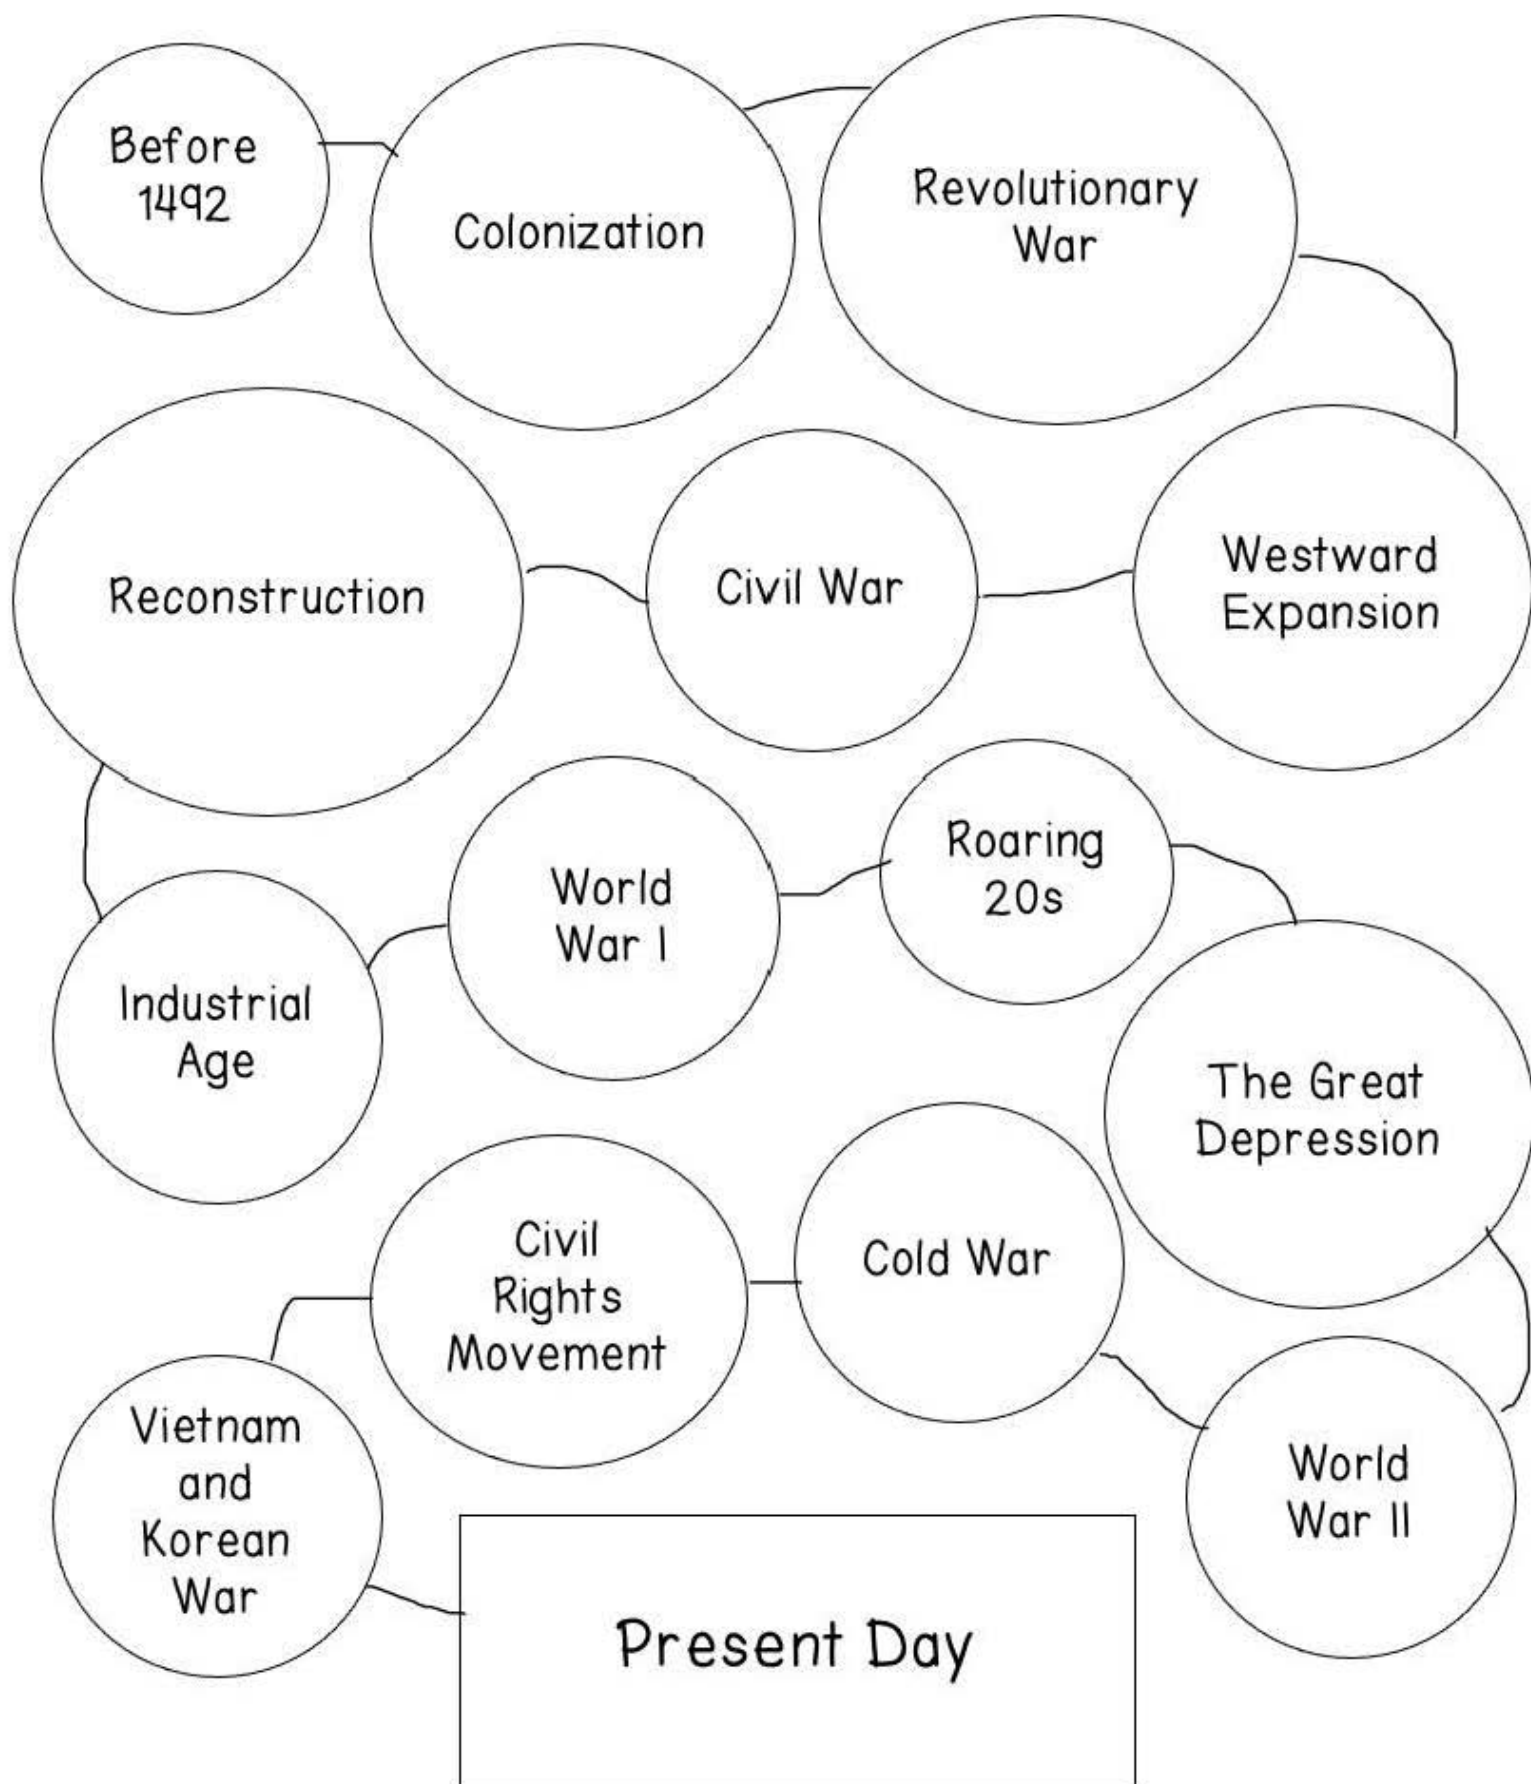 Before
1492
Colonization
Revolutionary
War
Westward
Expansion
Civil War
Reconstruction
Industrial
Age
World
War I
Roaring
20s
The Great
Depression
World
War II
Cold War
Civil
Rights
Movement
Vietnam
and
Korean
War
Present Day